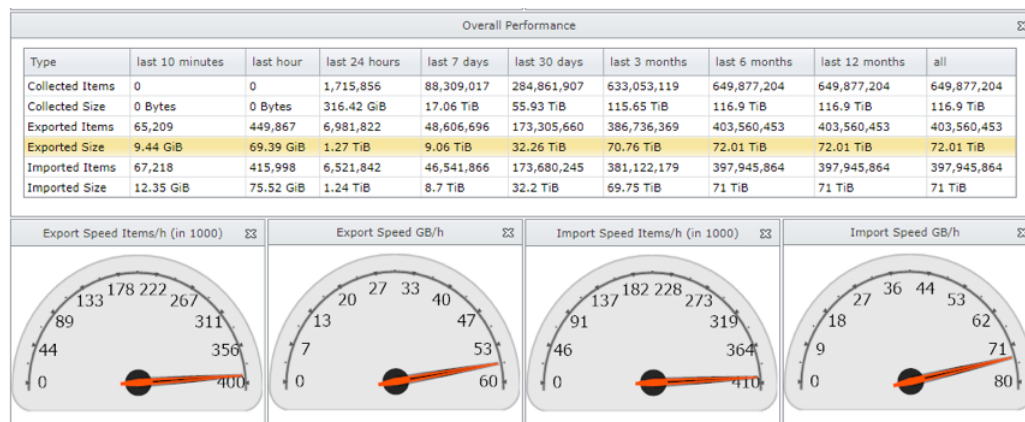 Overall Performance
Type last 10 minutes last hour last 24 hours last 7 days last 30 days last 3 months last 6 months last 12 months all
Collected Items 0 0 1,715,856 88,309,017 284,861,907 633,053,119 649,877,204 649,877,204 649,877,204
Collected Size 0 Bytes 0 Bytes 316.42 GiB 17.06 TiB 55.93 TiB 115.65 TiB 116.9 TiB 116.9 TiB 116.9 TiB
Exported Items 65,209 449,867 6,981,822 48,606,696 173,305,660 386,736,369 403,560,453 403,560,453 403,560,453
Exported Size 9.44 GiB 69.39 GiB 1.27 TiB 9.06 TiB 32.26 TiB 70.76 TiB 72.01 TiB 72.01 TiB 72.01 TiB
Imported Items 67,218 415,998 6,521,842 46,541,866 173,680,245 381,122,179 397,945,864 397,945,864 397,945,864
Imported Size 12.35 GiB 75.52 GiB 1.24 TiB 8.7 TiB 32.2 TiB 69.75 TiB 71 TiB 71 TiB 71 TiB
Export Speed Items/h (in 1000)
0 44 89 133 178 222 267 311 356 400
Export Speed GB/h
0 7 13 20 27 33 40 47 53 60
Import Speed Items/h (in 1000)
0 46 91 137 182 228 273 319 364 410
Import Speed GB/h
0 9 18 27 36 44 53 62 71 80